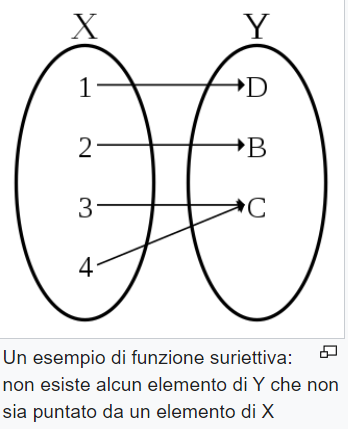 X Y
1 D
2 B
3 C
4
Un esempio di funzione suriettiva:
non esiste alcun elemento di Y che non
sia puntato da un elemento di X